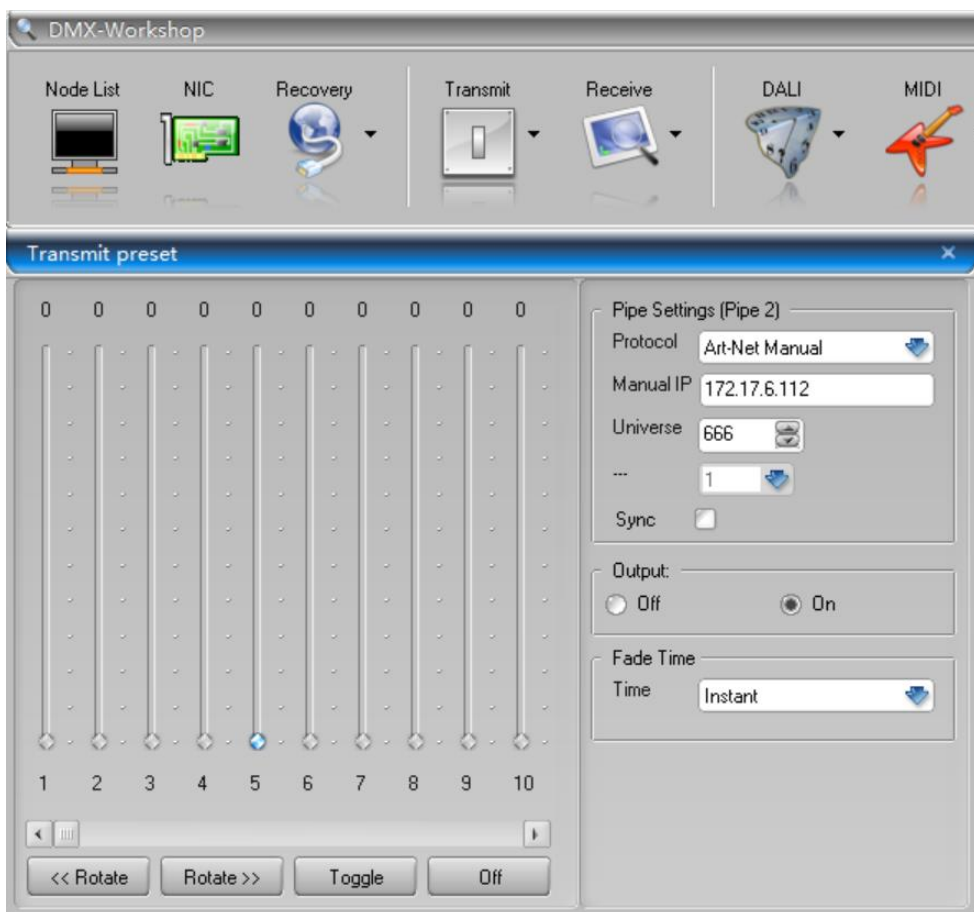 DMX-Workshop
Node List NIC Recovery Transmit Receive DALI MIDI
Transmit preset
0 0 0 0 0 0 0 0 0 0
1 2 3 4 5 6 7 8 9 10
<< Rotate Rotate >> Toggle Off
Pipe Settings (Pipe 2)
Protocol Art-Net Manual
Manual IP 172.17.6.112
Universe 666
--- 1
Sync
Output:
Off On
Fade Time
Time Instant